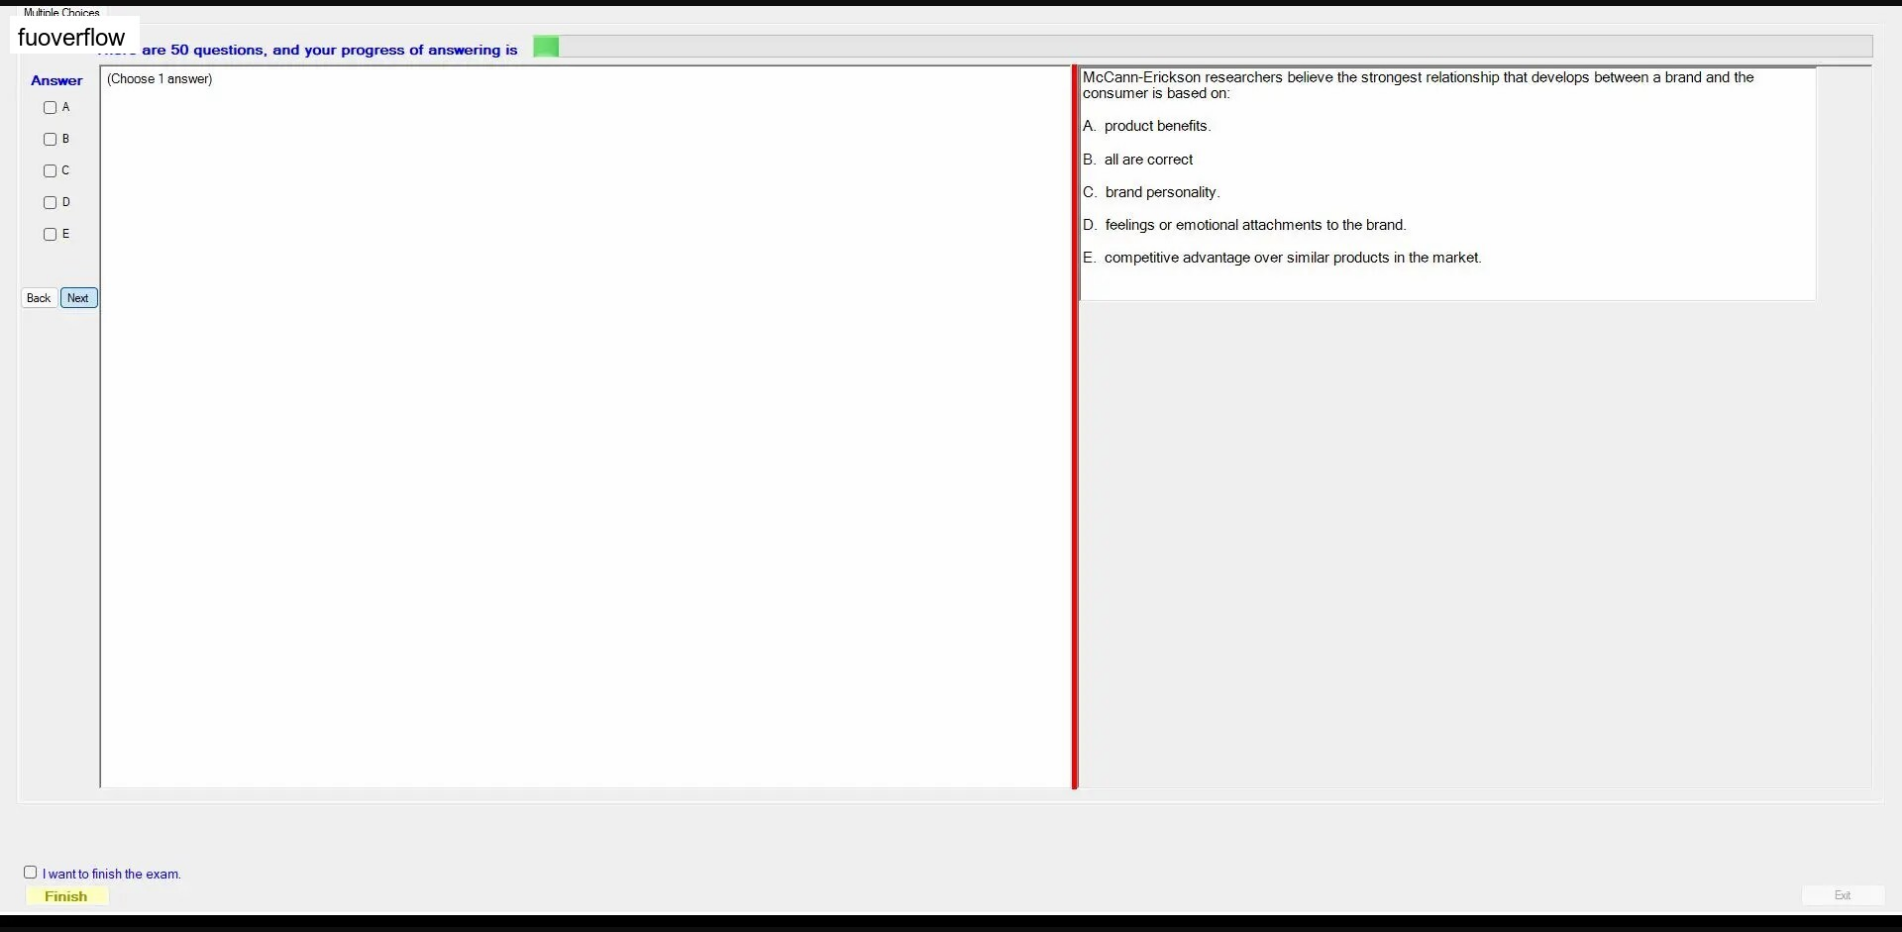 Multiple Choices
fuoverflow
are 50 questions, and your progress of answering is
Answer
(Choose 1 answer)
A
B
C
D
E
Back Next
McCann-Erickson researchers believe the strongest relationship that develops between a brand and the
consumer is based on:
A. product benefits.
B. all are correct
C. brand personality.
D. feelings or emotional attachments to the brand.
E. competitive advantage over similar products in the market.
I want to finish the exam.
Finish
Exit